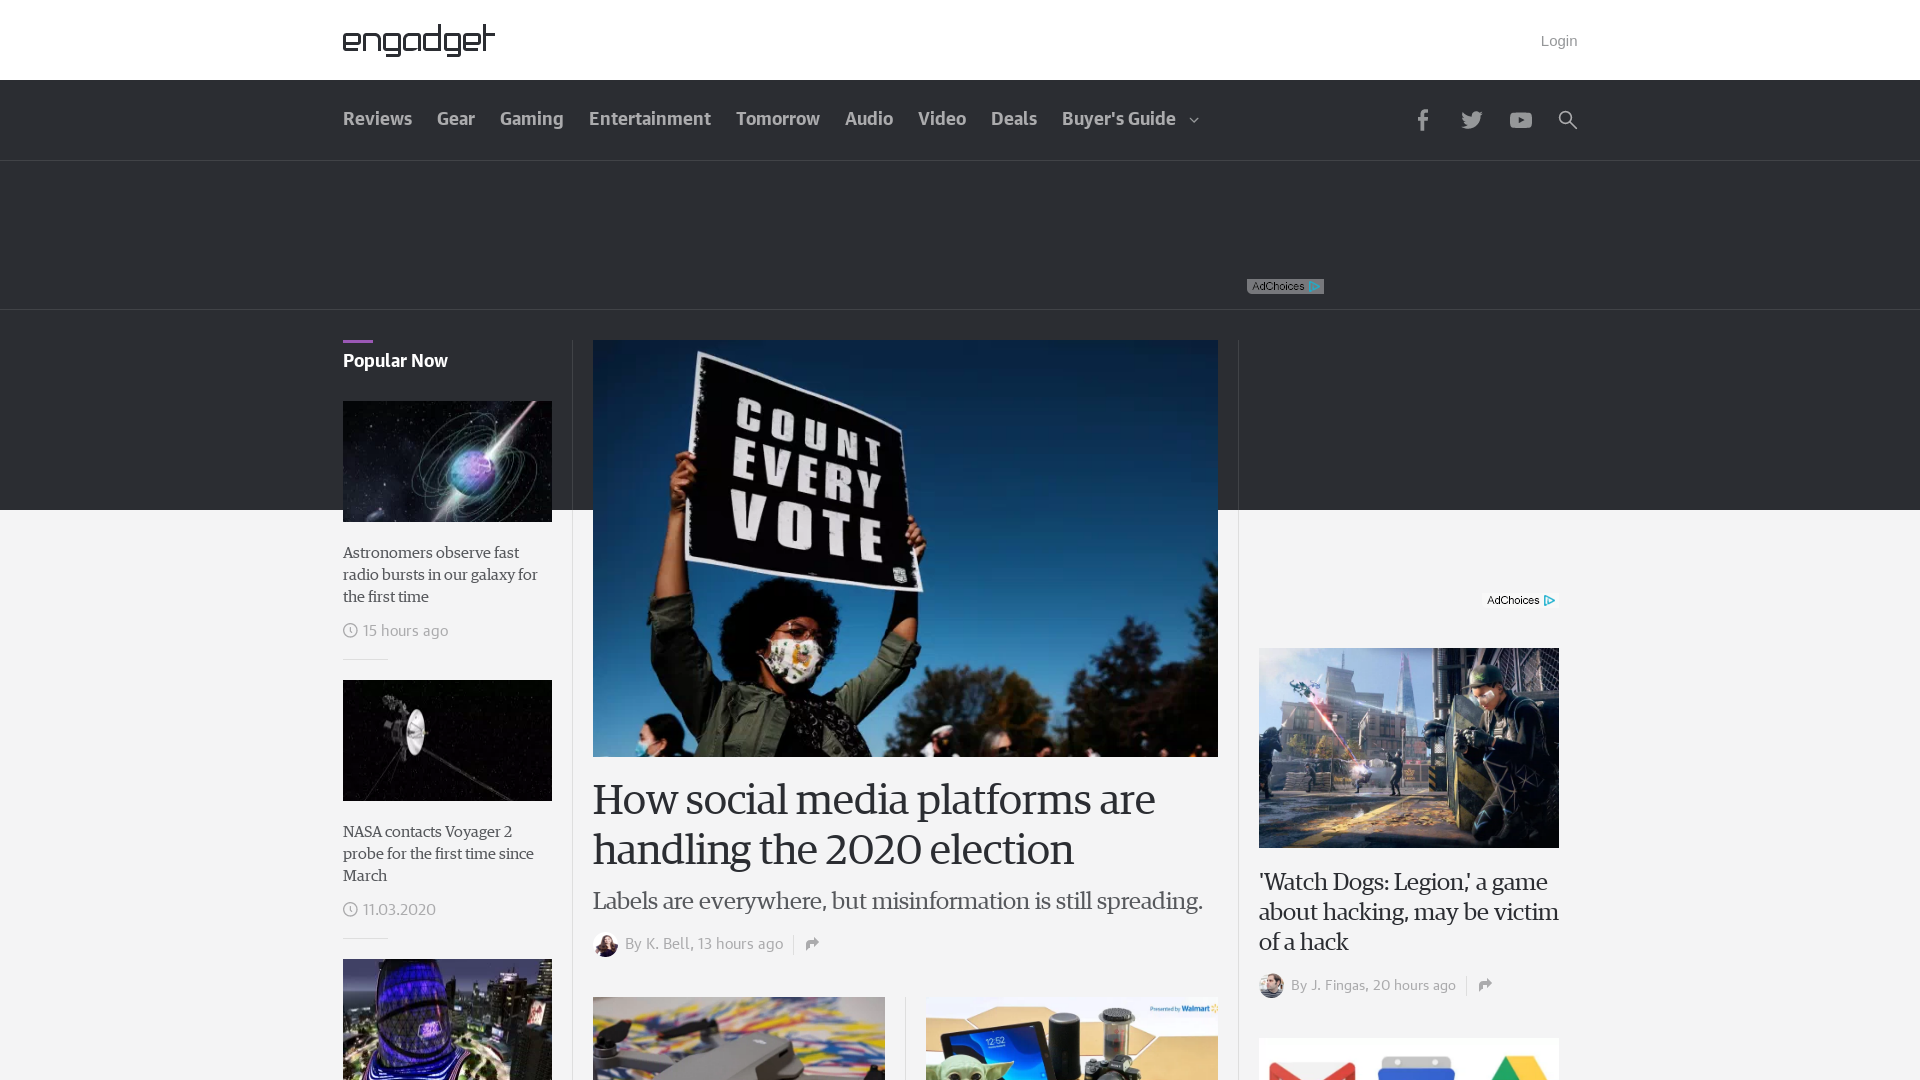 engadget
Login
Reviews
Gear
Gaming
Entertainment
Tomorrow
Audio
Video
Deals
Buyer's Guide
AdChoices
Popular Now
Astronomers observe fast
radio bursts in our galaxy for
the first time
15 hours ago
NASA contacts Voyager 2
probe for the first time since
March
11.03.2020
COUNT
EVERY
VOTE
How social media platforms are
handling the 2020 election
Labels are everywhere, but misinformation is still spreading.
By K. Bell, 13 hours ago
Presented by Walmart
12:52
AdChoices
'Watch Dogs: Legion,' a game
about hacking, may be victim
of a hack
By J. Fingas, 20 hours ago